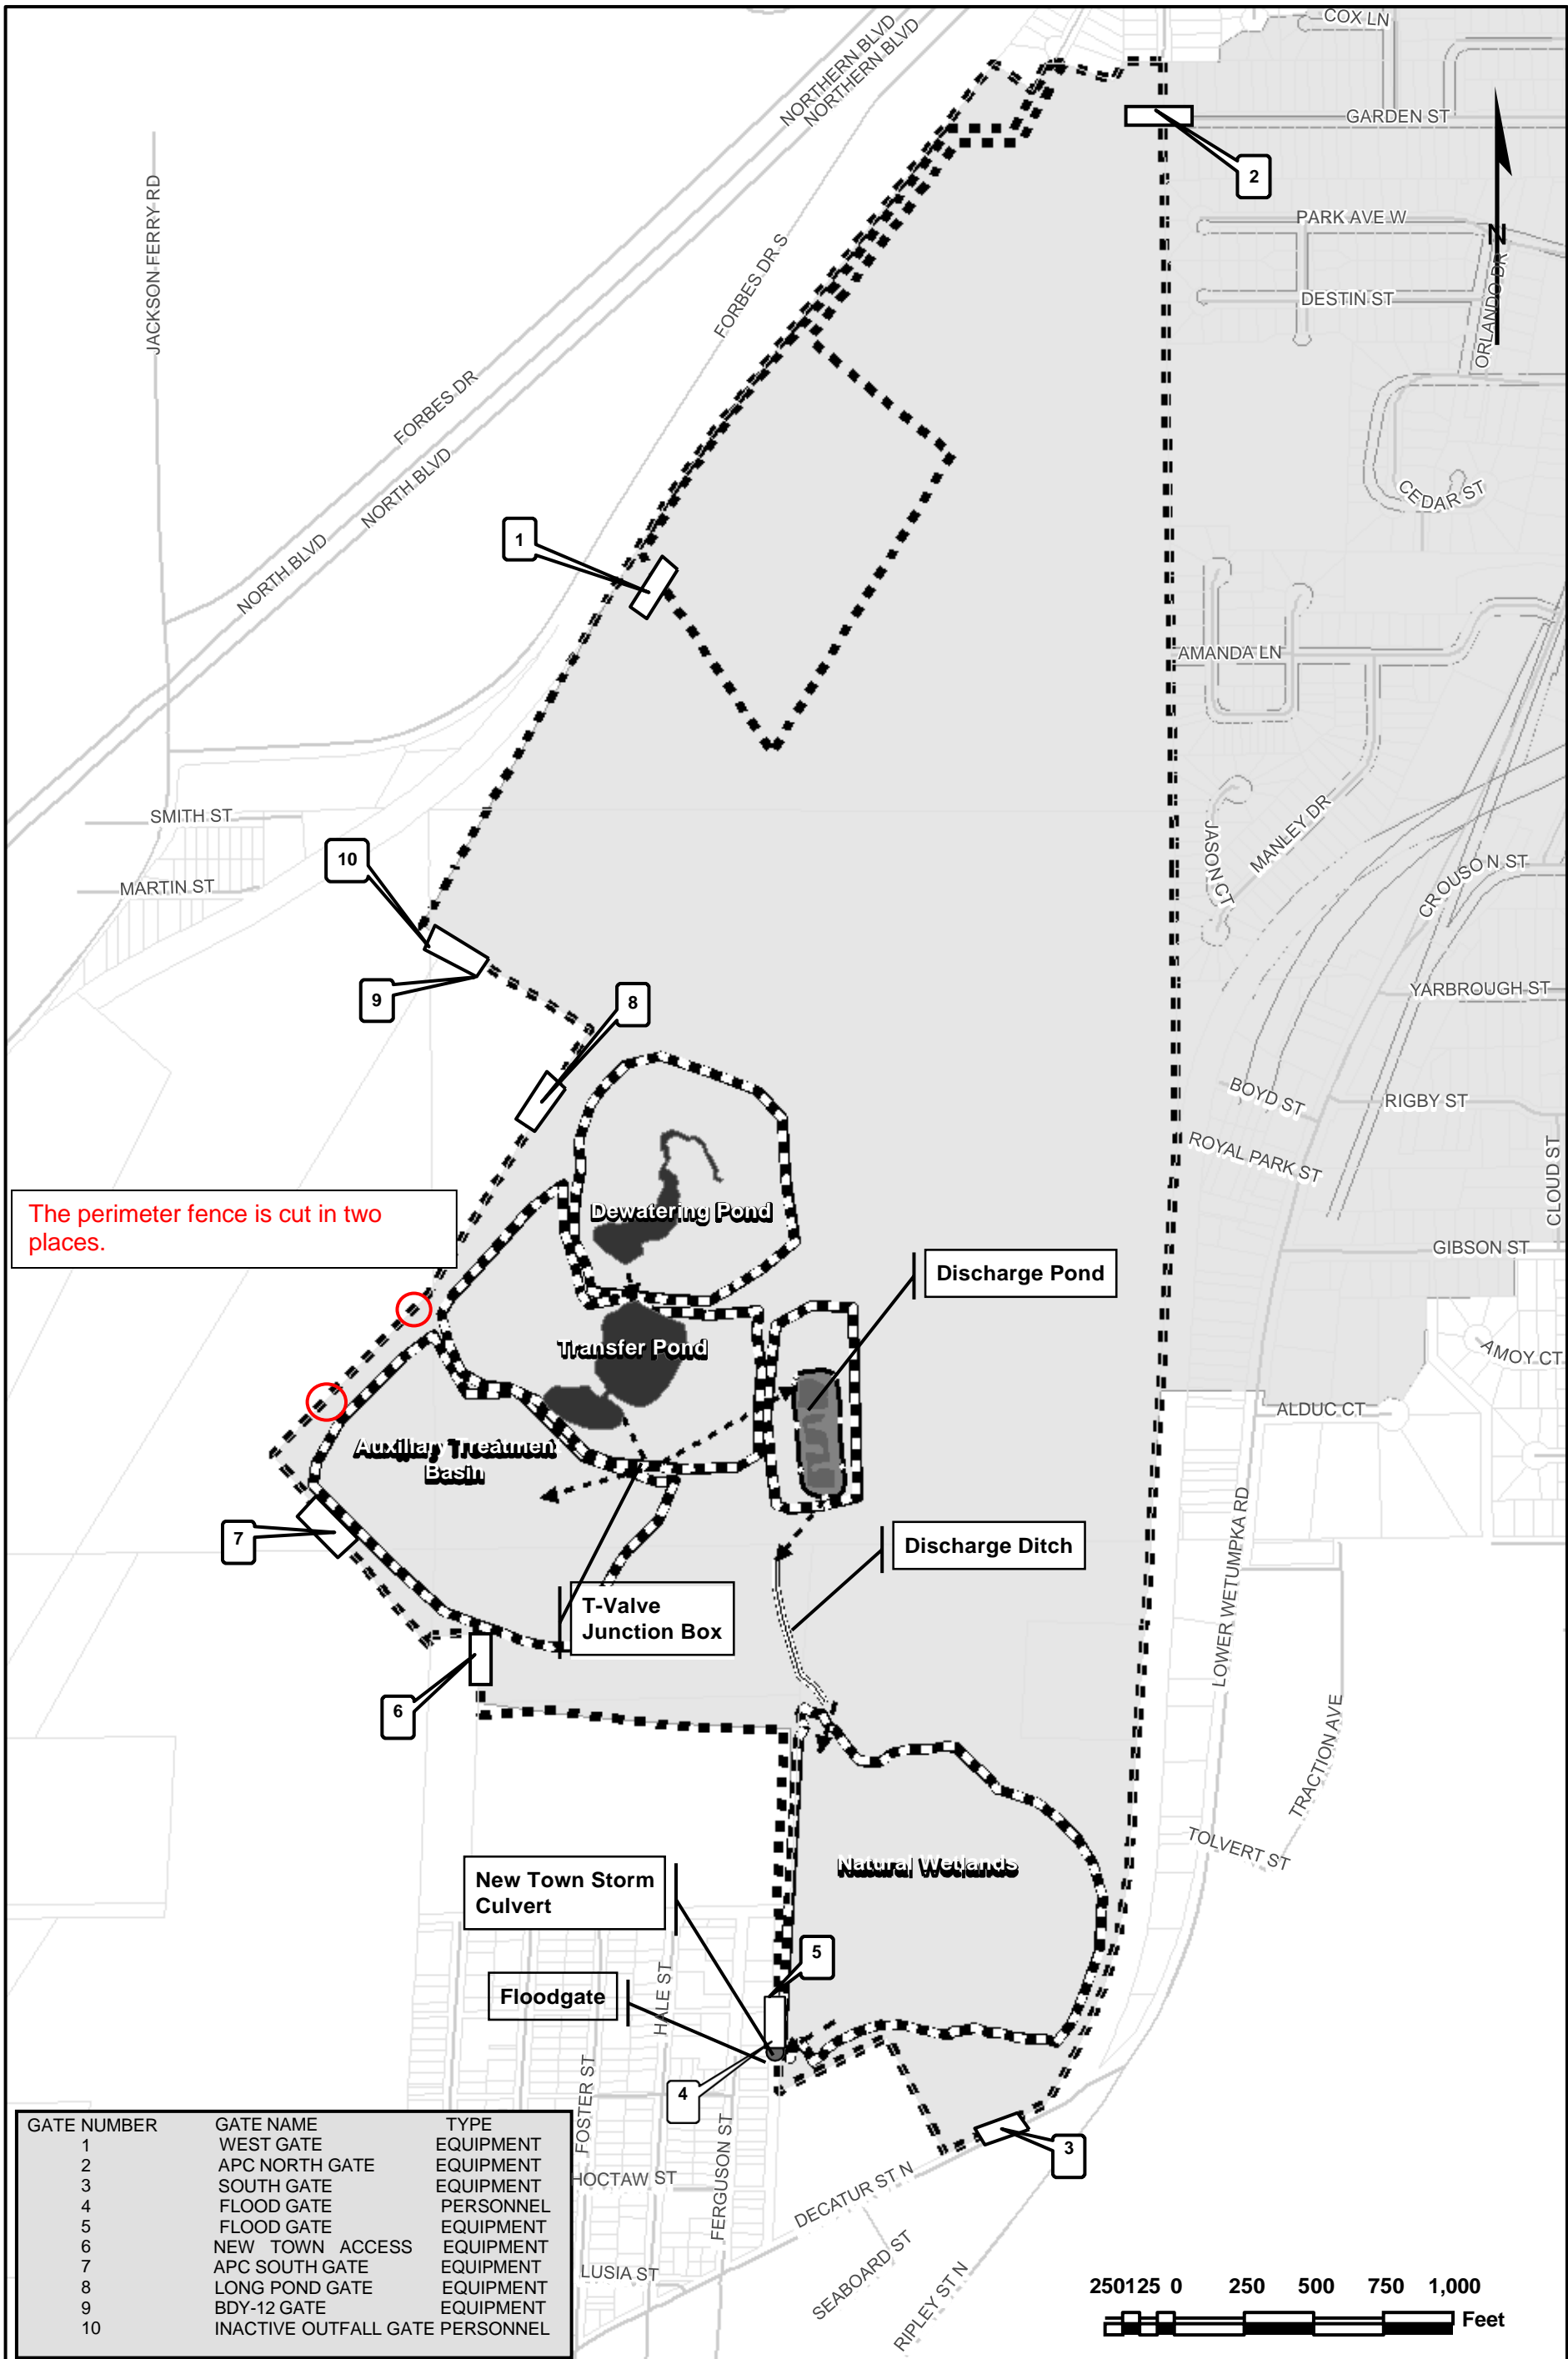 COX LN
NORTHERN BLVD
NORTHERN BLVD
GARDEN ST
2
JACKSON FERRY RD
PARK AVE W
N
FORBES DR S
DESTIN ST
ORLANDO DR
FORBES DR
NORTH BLVD
CEDAR ST
1
NORTH BLVD
AMANDA LN
SMITH ST
10
JASON CT
MANLEY DR
MARTIN ST
CROUSON ST
9
8
YARBROUGH ST
BOYD ST
RIGBY ST
ROYAL PARK ST
CLOUD ST
The perimeter fence is cut in two
places.
Dewatering Pond
GIBSON ST
Discharge Pond
Transfer Pond
AMOY CT
ALDUC CT
Auxillary Treatment
Basin
7
Discharge Ditch
LOWER WETUMPKA RD
T-Valve
Junction Box
6
TRACTION AVE
TOLVERT ST
Natural Wetlands
New Town Storm
Culvert
5
Floodgate
HALE ST
4
FOSTER ST
3
FERGUSON ST
HOCTAW ST
DECATUR ST N
SEABOARD ST
RIPLEY ST N
LUSIA ST
GATE NUMBER GATE NAME TYPE
1 WEST GATE EQUIPMENT
2 APC NORTH GATE EQUIPMENT
3 SOUTH GATE EQUIPMENT
4 FLOOD GATE PERSONNEL
5 FLOOD GATE EQUIPMENT
6 NEW TOWN ACCESS EQUIPMENT
7 APC SOUTH GATE EQUIPMENT
8 LONG POND GATE EQUIPMENT
9 BDY-12 GATE EQUIPMENT
10 INACTIVE OUTFALL GATE PERSONNEL
250 125 0 250 500 750 1,000
Feet